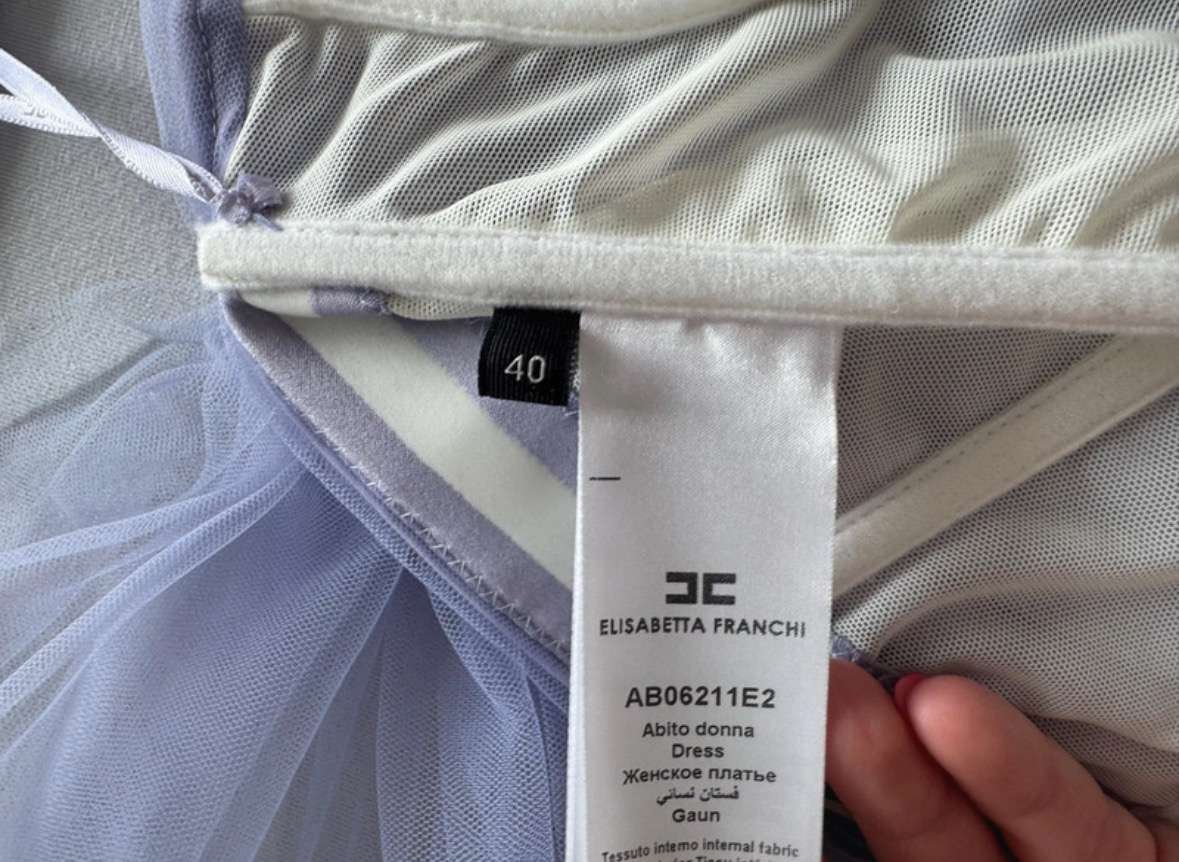 40
ELISABETTA FRANCHI
AB06211E2
Abito donna
Dress
Женское платье
فستان نسائي
Gaun
Tessuto interno internal fabric